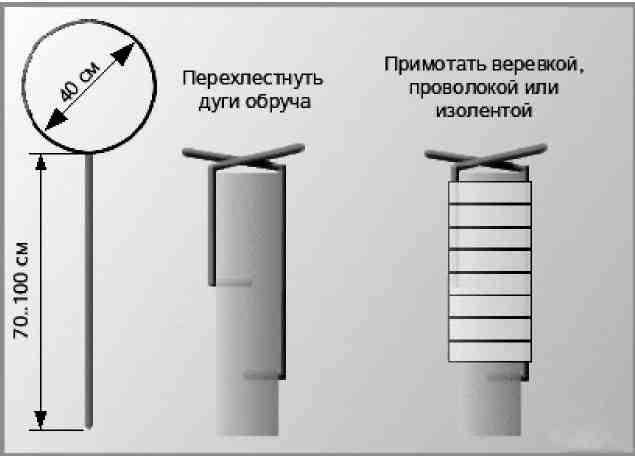 40 см
70..100 см
Перехлестнуть
дуги обруча
Примотать веревкой,
проволокой или
изолентой